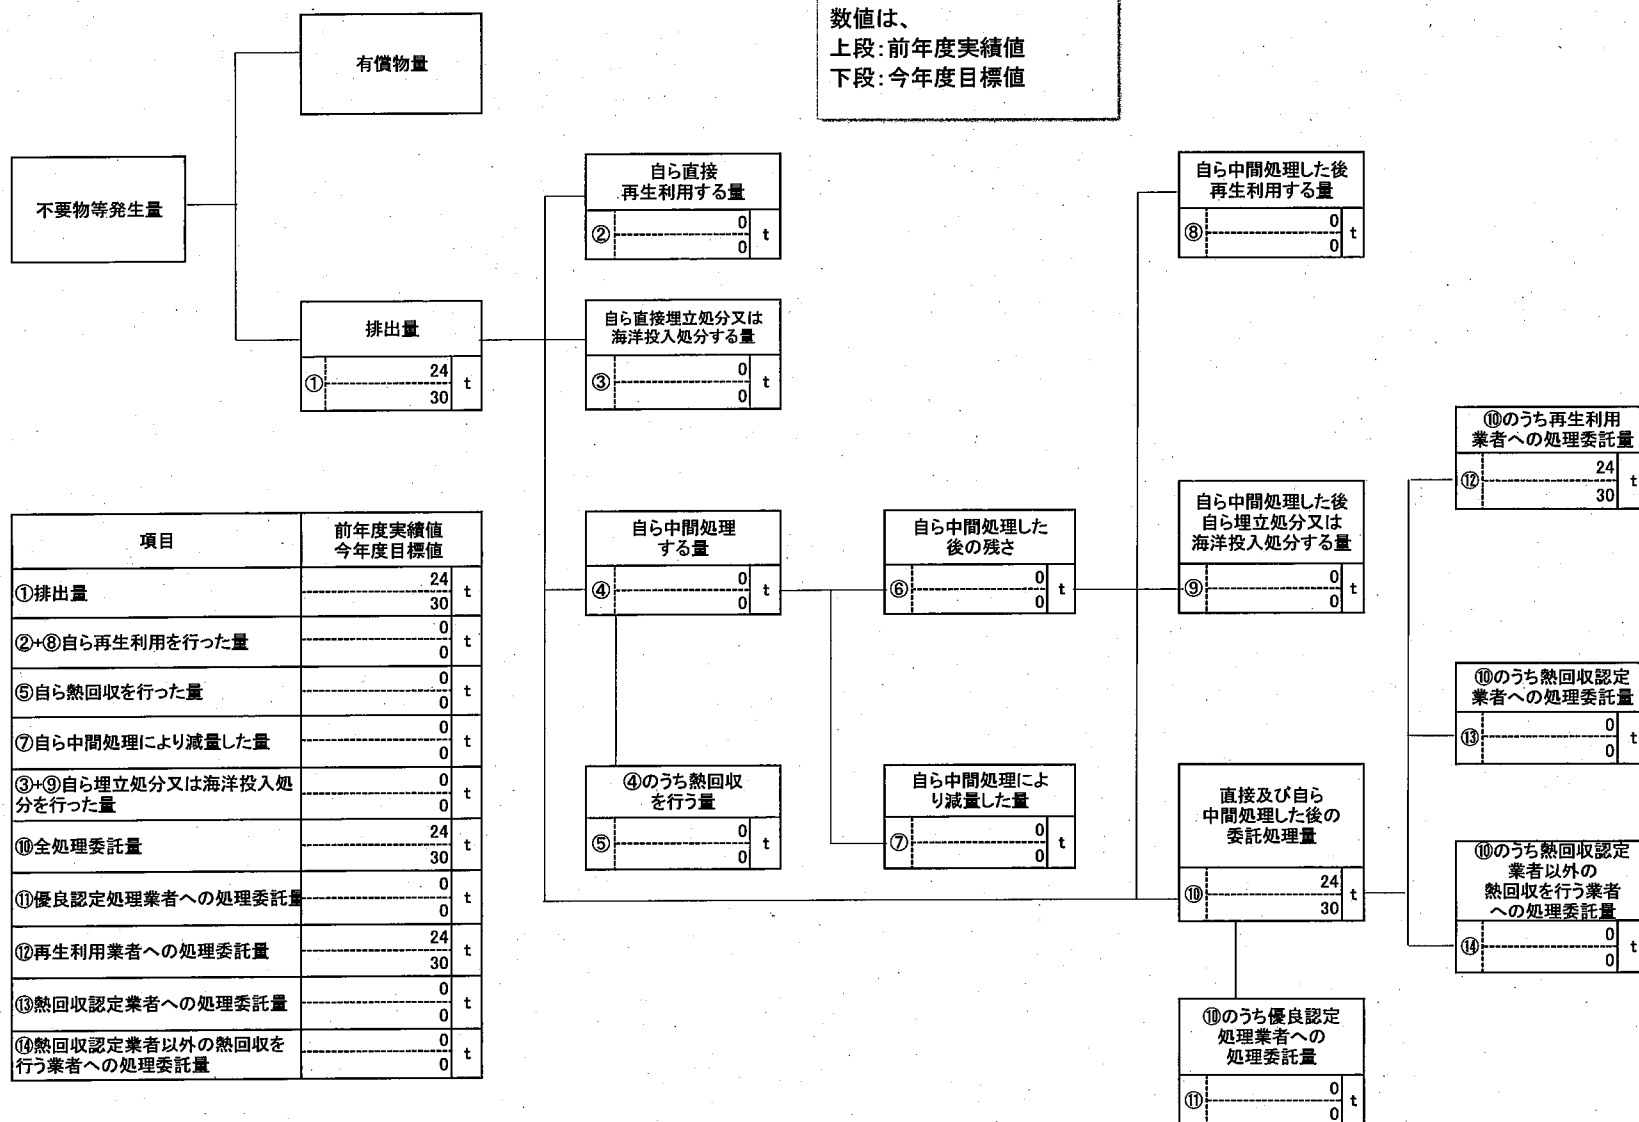 数値は、
上段:前年度実績値
下段:今年度目標値
有償物量
不要物等発生量
排出量
①
24
30
t
自ら直接
再生利用する量
②
0
0
t
自ら直接埋立処分又は
海洋投入処分する量
③
0
0
t
自ら中間処理
する量
④
0
0
t
④のうち熱回収
を行う量
⑤
0
0
t
自ら中間処理した
後の残さ
⑥
0
0
t
自ら中間処理によ
り減量した量
⑦
0
0
t
自ら中間処理した後
再生利用する量
⑧
0
0
t
自ら中間処理した後
自ら埋立処分又は
海洋投入処分する量
⑨
0
0
t
直接及び自ら
中間処理した後の
委託処理量
⑩
24
30
t
⑩のうち優良認定
処理業者への
処理委託量
⑪
0
0
t
⑩のうち再生利用
業者への処理委託量
⑫
24
30
t
⑩のうち熱回収認定
業者への処理委託量
⑬
0
0
t
⑩のうち熱回収認定
業者以外の
熱回収を行う業者
への処理委託量
⑭
0
0
t
項目
前年度実績値
今年度目標値
①排出量
24
30
t
②+⑧自ら再生利用を行った量
0
0
t
⑤自ら熱回収を行った量
0
0
t
⑦自ら中間処理により減量した量
0
0
t
③+⑨自ら埋立処分又は海洋投入処
分を行った量
0
0
t
⑩全処理委託量
24
30
t
⑪優良認定処理業者への処理委託量
0
0
t
⑫再生利用業者への処理委託量
24
30
t
⑬熱回収認定業者への処理委託量
0
0
t
⑭熱回収認定業者以外の熱回収を
行う業者への処理委託量
0
0
t